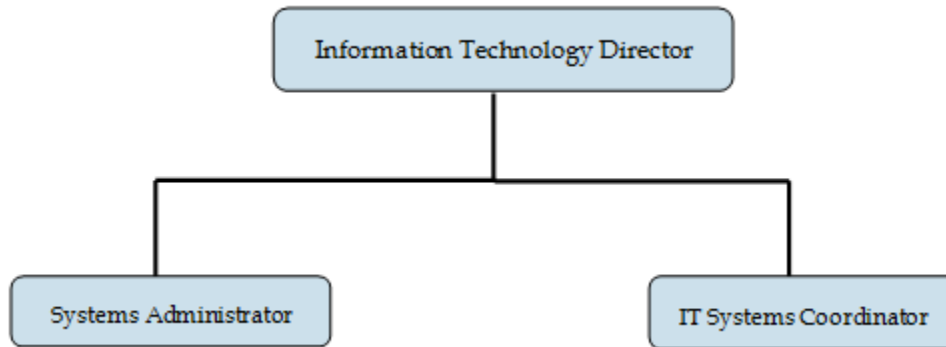 Information Technology Director
Systems Administrator
IT Systems Coordinator